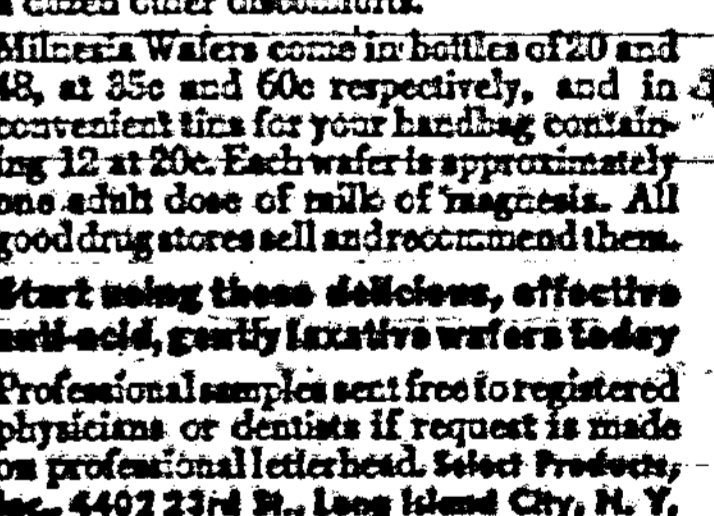 a dozen other discomforts.
Milnesia Wafers come in bottles of 20 and
48, at 35c and 60c respectively, and in
convenient tins for your handbag contain-
ing 12 at 20c. Each wafer is approximately
one adult dose of milk of magnesia. All
good drug stores sell and recommend them.
Start using these delicious, effective
anti-acid, gently laxative wafers today
Professional samples sent free to registered
physicians or dentists if request is made
on professional letterhead. Select Products,
Inc., 4402 23rd St., Long Island City, N. Y.